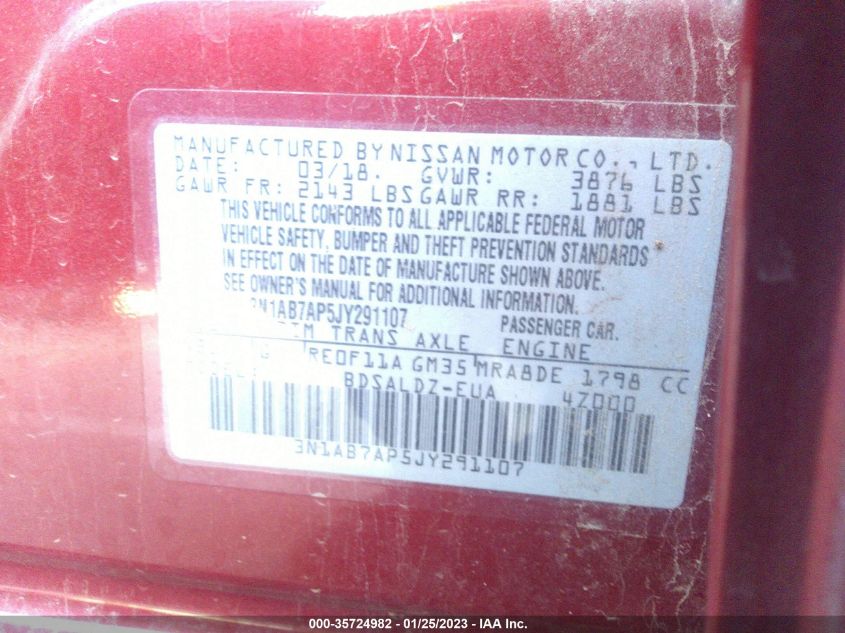 MANUFACTURED BY NISSAN MOTOR CO., LTD.
DATE: 03/18. GVWR: 3876 LBS
GAWR FR: 2143 LBS GAWR RR: 1881 LBS
THIS VEHICLE CONFORMS TO ALL APPLICABLE FEDERAL MOTOR
VEHICLE SAFETY, BUMPER AND THEFT PREVENTION STANDARDS
IN EFFECT ON THE DATE OF MANUFACTURE SHOWN ABOVE.
SEE OWNER'S MANUAL FOR ADDITIONAL INFORMATION.
3N1AB7AP5JY291107 PASSENGER CAR.
TRANS AXLE ENGINE
G RE0F11A GM35 MRA8DE 1798 CC
BDSALDZ-EUA 4Z000
3N1AB7AP5JY291107
000-35724982 - 01/25/2023 - IAA Inc.